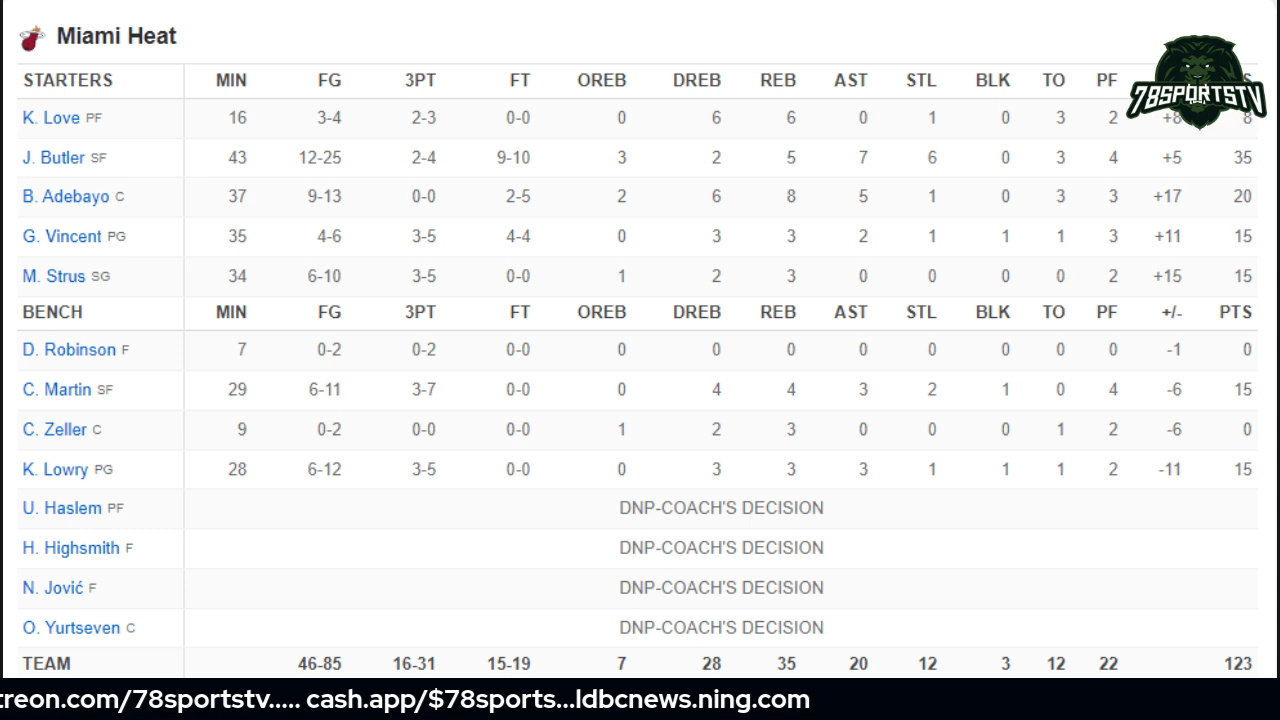 Miami Heat
STARTERS MIN FG 3PT FT OREB DREB REB AST STL BLK TO PF
78SPORTSTV
K. Love PF 16 3-4 2-3 0-0 0 6 6 0 1 0 3 2 +8 8
J. Butler SF 43 12-25 2-4 9-10 3 2 5 7 6 0 3 4 +5 35
B. Adebayo C 37 9-13 0-0 2-5 2 6 8 5 1 0 3 3 +17 20
G. Vincent PG 35 4-6 3-5 4-4 0 3 3 2 1 1 1 3 +11 15
M. Strus SG 34 6-10 3-5 0-0 1 2 3 0 0 0 0 2 +15 15
BENCH MIN FG 3PT FT OREB DREB REB AST STL BLK TO PF +/- PTS
D. Robinson F 7 0-2 0-2 0-0 0 0 0 0 0 0 0 0 -1 0
C. Martin SF 29 6-11 3-7 0-0 0 4 4 3 2 1 0 4 -6 15
C. Zeller C 9 0-2 0-0 0-0 1 2 3 0 0 0 1 2 -6 0
K. Lowry PG 28 6-12 3-5 0-0 0 3 3 3 1 1 1 2 -11 15
U. Haslem PF DNP-COACH'S DECISION
H. Highsmith F DNP-COACH'S DECISION
N. Jović F DNP-COACH'S DECISION
O. Yurtseven C DNP-COACH'S DECISION
TEAM 46-85 16-31 15-19 7 28 35 20 12 3 12 22 123
treon.com/78sportstv..... cash.app/$78sports...ldbcnews.ning.com